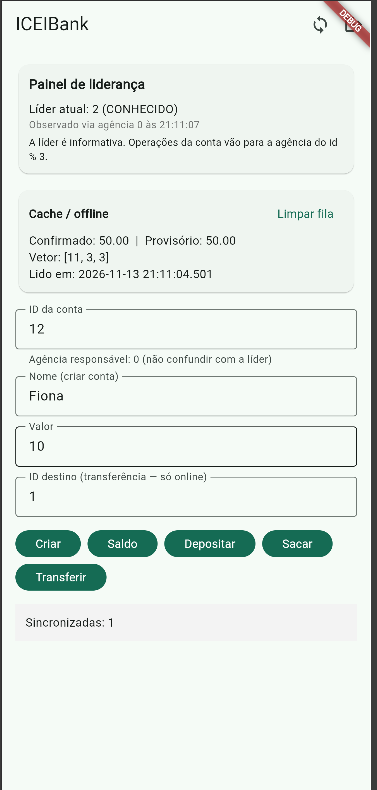 ICEIBank
DEBUG
Painel de liderança
Líder atual: 2 (CONHECIDO)
Observado via agência 0 às 21:11:07
A líder é informativa. Operações da conta vão para a agência do id
% 3.
Cache / offline
Limpar fila
Confirmado: 50.00 | Provisório: 50.00
Vetor: [11, 3, 3]
Lido em: 2026-11-13 21:11:04.501
ID da conta
12
Agência responsável: 0 (não confundir com a líder)
Nome (criar conta)
Fiona
Valor
10
ID destino (transferência — só online)
1
Criar
Saldo
Depositar
Sacar
Transferir
Sincronizadas: 1